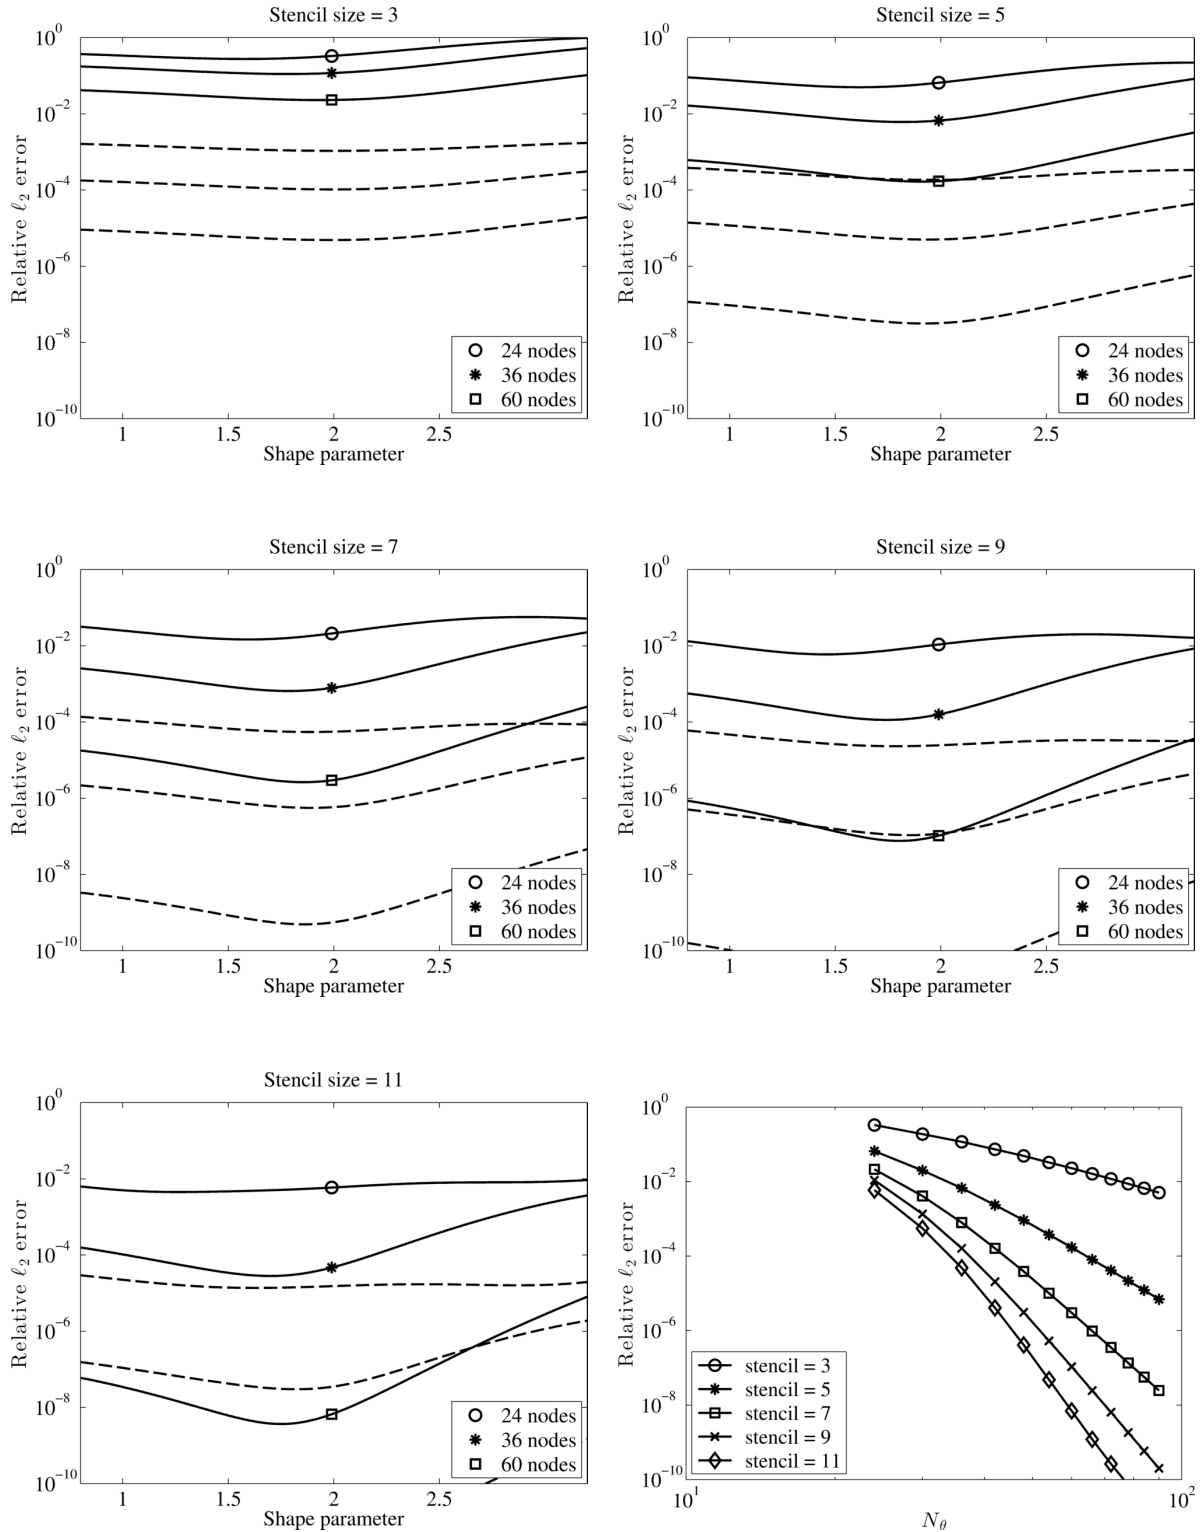 Stencil size = 3
10^0
10^−2
10^−4
10^−6
10^−8
10^−10
Relative ℓ₂ error
24 nodes
36 nodes
60 nodes
1 1.5 2 2.5
Shape parameter
Stencil size = 5
10^0
10^−2
10^−4
10^−6
10^−8
10^−10
Relative ℓ₂ error
24 nodes
36 nodes
60 nodes
1 1.5 2 2.5
Shape parameter
Stencil size = 7
10^0
10^−2
10^−4
10^−6
10^−8
10^−10
Relative ℓ₂ error
24 nodes
36 nodes
60 nodes
1 1.5 2 2.5
Shape parameter
Stencil size = 9
10^0
10^−2
10^−4
10^−6
10^−8
10^−10
Relative ℓ₂ error
24 nodes
36 nodes
60 nodes
1 1.5 2 2.5
Shape parameter
Stencil size = 11
10^0
10^−2
10^−4
10^−6
10^−8
10^−10
Relative ℓ₂ error
24 nodes
36 nodes
60 nodes
1 1.5 2 2.5
Shape parameter
10^0
10^−2
10^−4
10^−6
10^−8
10^−10
Relative ℓ₂ error
stencil = 3
stencil = 5
stencil = 7
stencil = 9
stencil = 11
10^1 10^2
N_θ